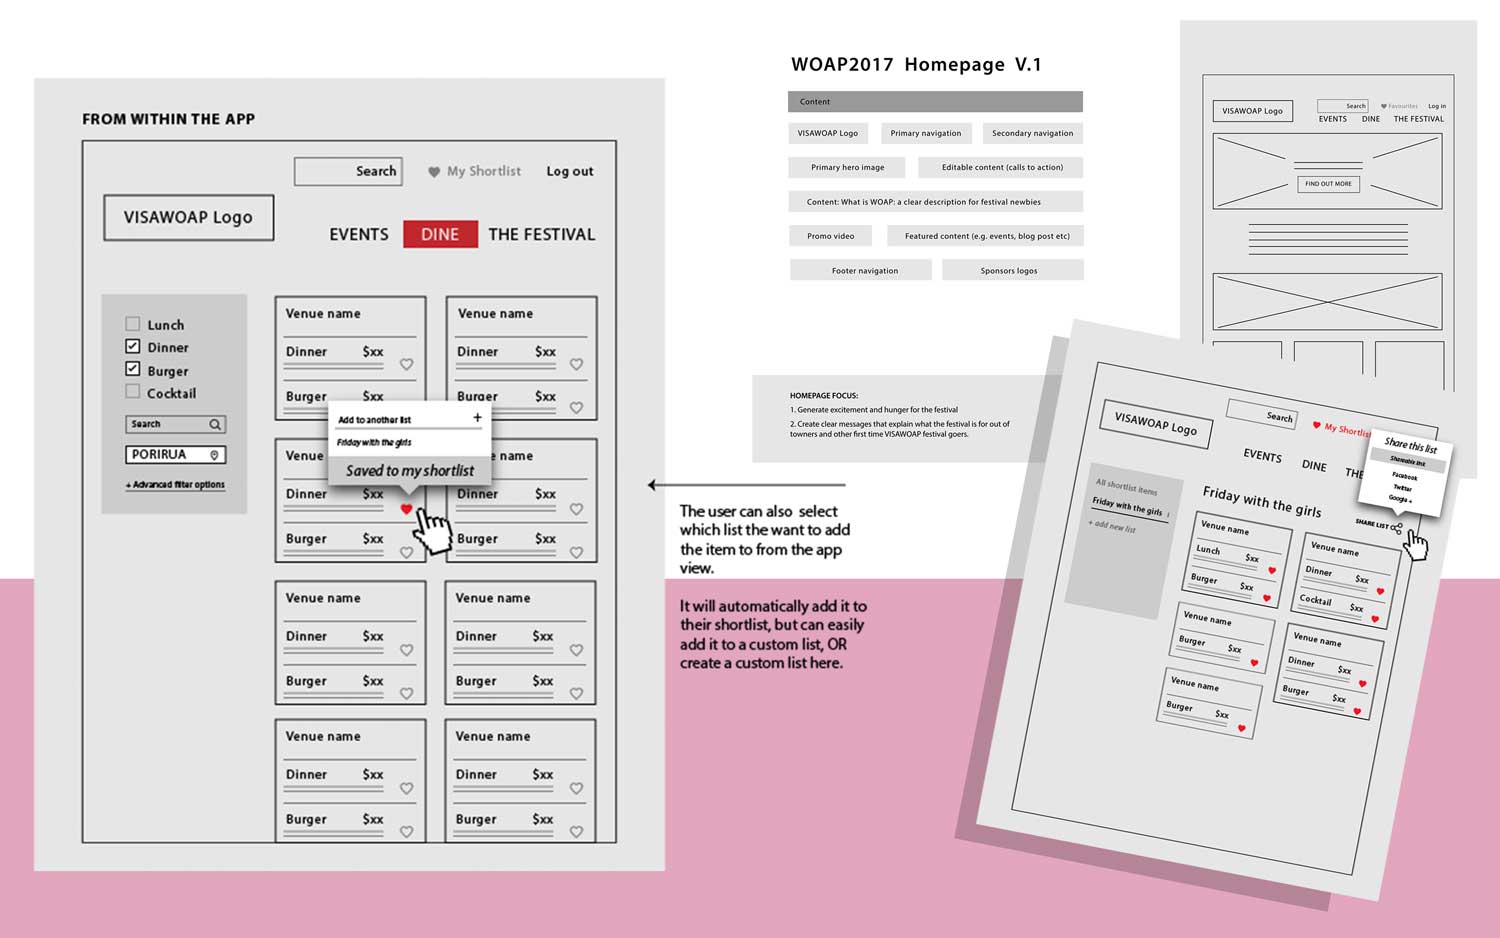 FROM WITHIN THE APP
Search
My Shortlist
Log out
VISAWOAP Logo
EVENTS
DINE
THE FESTIVAL
Lunch
Dinner
Burger
Cocktail
Search
PORIRUA
+ Advanced filter options
Venue name
Dinner $xx
Burger $xx
Venue name
Dinner $xx
Burger $xx
Add to another list +
Friday with the girls
Saved to my shortlist
Venue name
Dinner $xx
Burger $xx
Venue name
Dinner $xx
Burger $xx
Venue name
Dinner $xx
Burger $xx
Venue name
Dinner $xx
Burger $xx
Venue name
Dinner $xx
Burger $xx
Venue name
Dinner $xx
Burger $xx
The user can also select
which list the want to add
the item to from the app
view.
It will automatically add it to
their shortlist, but can easily
add it to a custom list, OR
create a custom list here.
WOAP2017 Homepage V.1
Content
VISAWOAP Logo
Primary navigation
Secondary navigation
Primary hero image
Editable content (calls to action)
Content: What is WOAP: a clear description for festival newbies
Promo video
Featured content (e.g. events, blog post etc)
Footer navigation
Sponsors logos
HOMEPAGE FOCUS:
1. Generate excitement and hunger for the festival
2. Create clear messages that explain what the festival is for out of
towners and other first time VISAWOAP festival goers.
VISAWOAP Logo
Search
Favourites
Log in
EVENTS
DINE
THE FESTIVAL
FIND OUT MORE
VISAWOAP Logo
Search
My Shortlist
EVENTS
DINE
THE
Share this list
Shareable link
Facebook
Twitter
Google +
SHARE LIST
All shortlist items
Friday with the girls
+ add new list
Friday with the girls
Venue name
Lunch $xx
Burger $xx
Venue name
Dinner $xx
Cocktail $xx
Venue name
Burger $xx
Venue name
Dinner $xx
Burger $xx
Venue name
Burger $xx